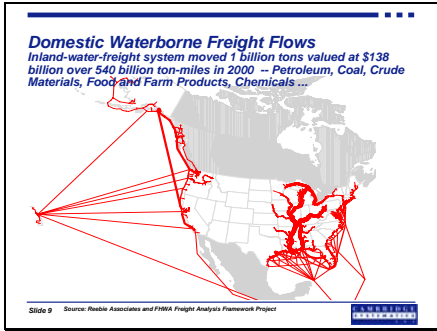 Domestic Waterborne Freight Flows
Inland-water-freight system moved 1 billion tons valued at $138
billion over 540 billion ton-miles in 2000 -- Petroleum, Coal, Crude
Materials, Food and Farm Products, Chemicals ...
Slide 9 Source: Reebie Associates and FHWA Freight Analysis Framework Project
CAMBRIDGE
SYSTEMATICS